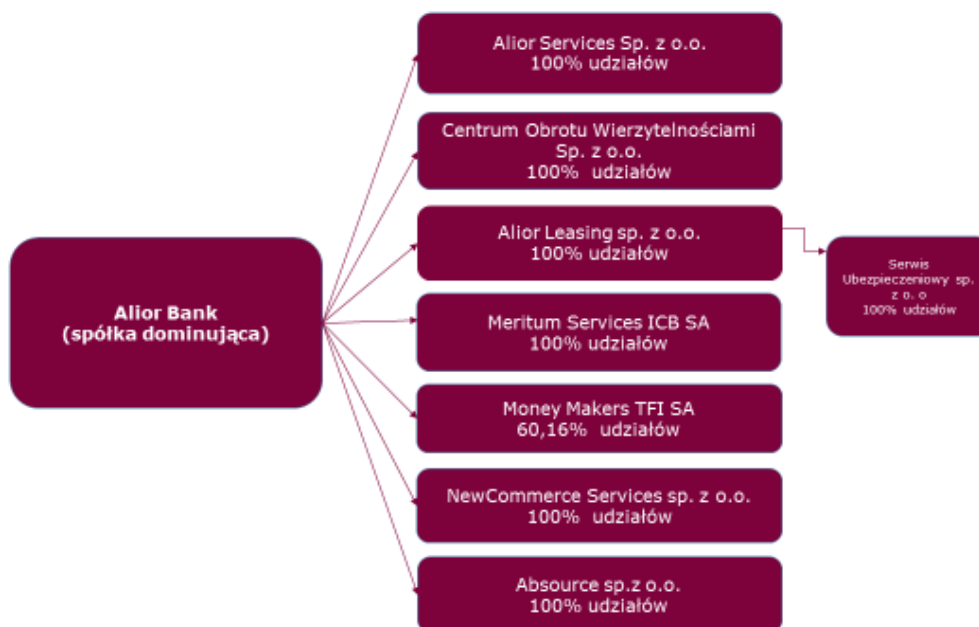 Alior Bank
(spółka dominująca)
Alior Services Sp. z o.o.
100% udziałów
Centrum Obrotu Wierzytelnościami
Sp. z o.o.
100% udziałów
Alior Leasing sp. z o.o.
100% udziałów
Serwis
Ubezpieczeniowy sp.
z o. o
100% udziałów
Meritum Services ICB SA
100% udziałów
Money Makers TFI SA
60,16% udziałów
NewCommerce Services sp. z o.o.
100% udziałów
Absource sp.z o.o.
100% udziałów